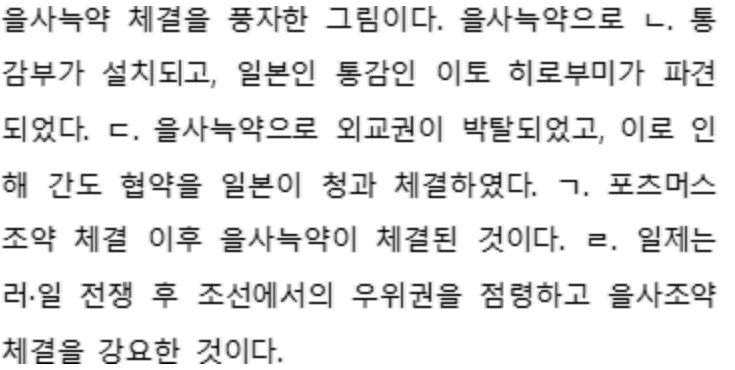 을사늑약 체결을 풍자한 그림이다. 을사늑약으로 ㄴ. 통
감부가 설치되고, 일본인 통감인 이토 히로부미가 파견
되었다. ㄷ. 을사늑약으로 외교권이 박탈되었고, 이로 인
해 간도 협약을 일본이 청과 체결하였다. ㄱ. 포츠머스
조약 체결 이후 을사늑약이 체결된 것이다. ㄹ. 일제는
러·일 전쟁 후 조선에서의 우위권을 점령하고 을사조약
체결을 강요한 것이다.